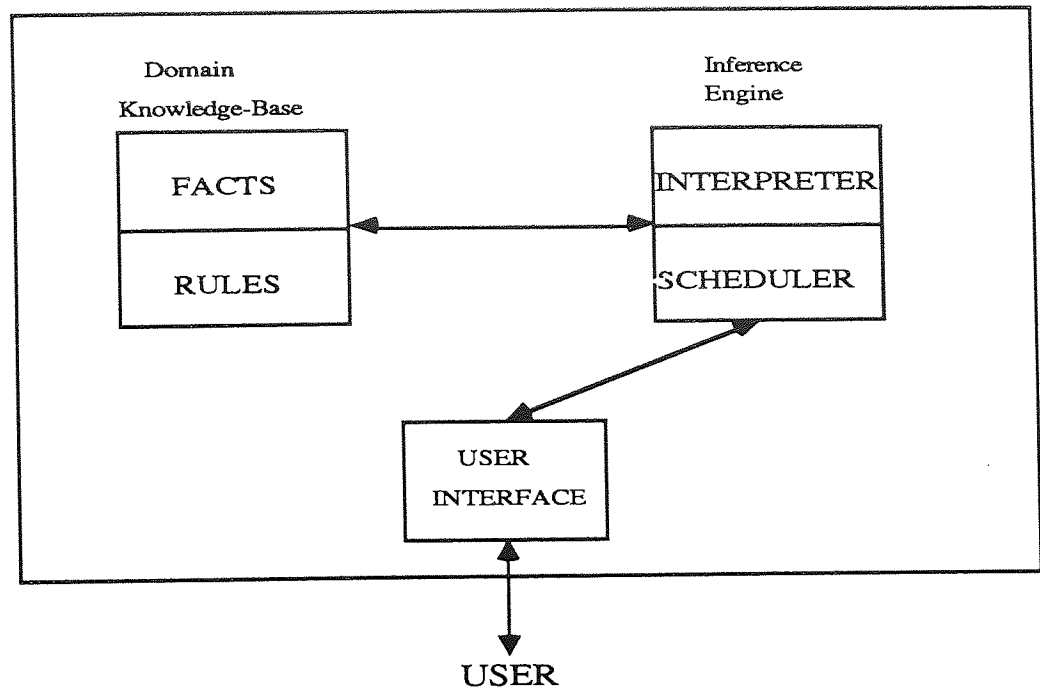 Domain
Knowledge-Base
FACTS
RULES
Inference
Engine
INTERPRETER
SCHEDULER
USER
INTERFACE
USER